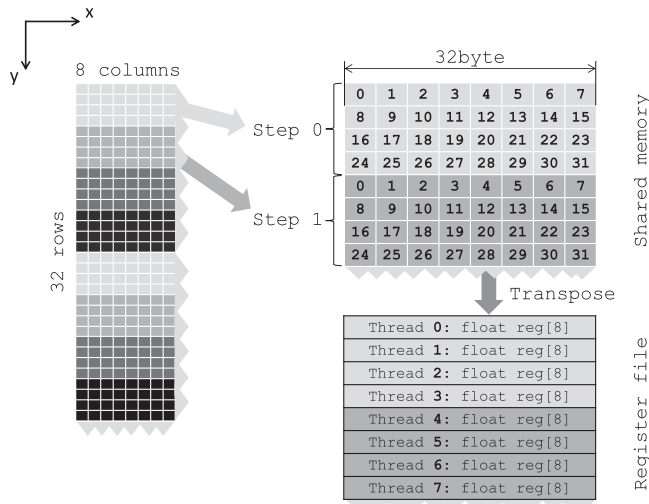 x
y
8 columns
32 rows
32byte
Step 0
Step 1
0 1 2 3 4 5 6 7
8 9 10 11 12 13 14 15
16 17 18 19 20 21 22 23
24 25 26 27 28 29 30 31
0 1 2 3 4 5 6 7
8 9 10 11 12 13 14 15
16 17 18 19 20 21 22 23
24 25 26 27 28 29 30 31
Shared memory
Transpose
Thread 0: float reg[8]
Thread 1: float reg[8]
Thread 2: float reg[8]
Thread 3: float reg[8]
Thread 4: float reg[8]
Thread 5: float reg[8]
Thread 6: float reg[8]
Thread 7: float reg[8]
Register file